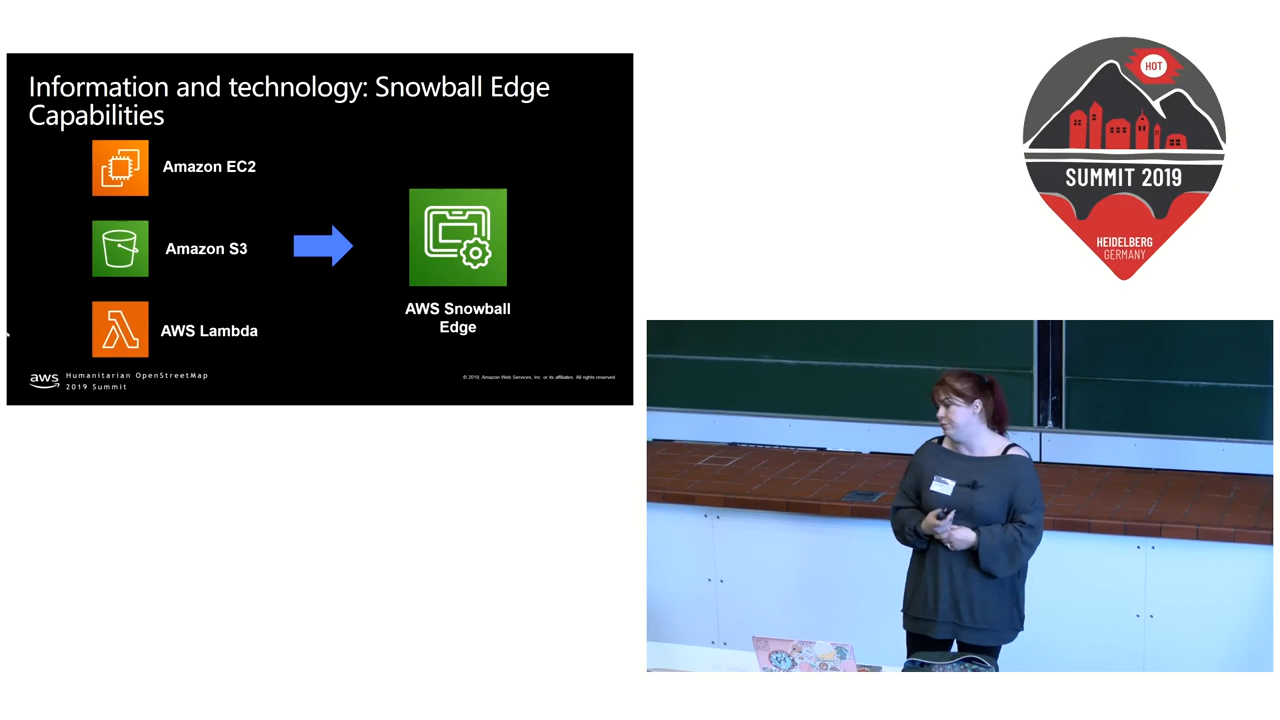 Information and technology: Snowball Edge
Capabilities
Amazon EC2
Amazon S3
AWS Lambda
AWS Snowball
Edge
aws
Humanitarian OpenStreetMap
2019 Summit
© 2019, Amazon Web Services, Inc. or its affiliates. All rights reserved.
HOT
SUMMIT 2019
HEIDELBERG
GERMANY